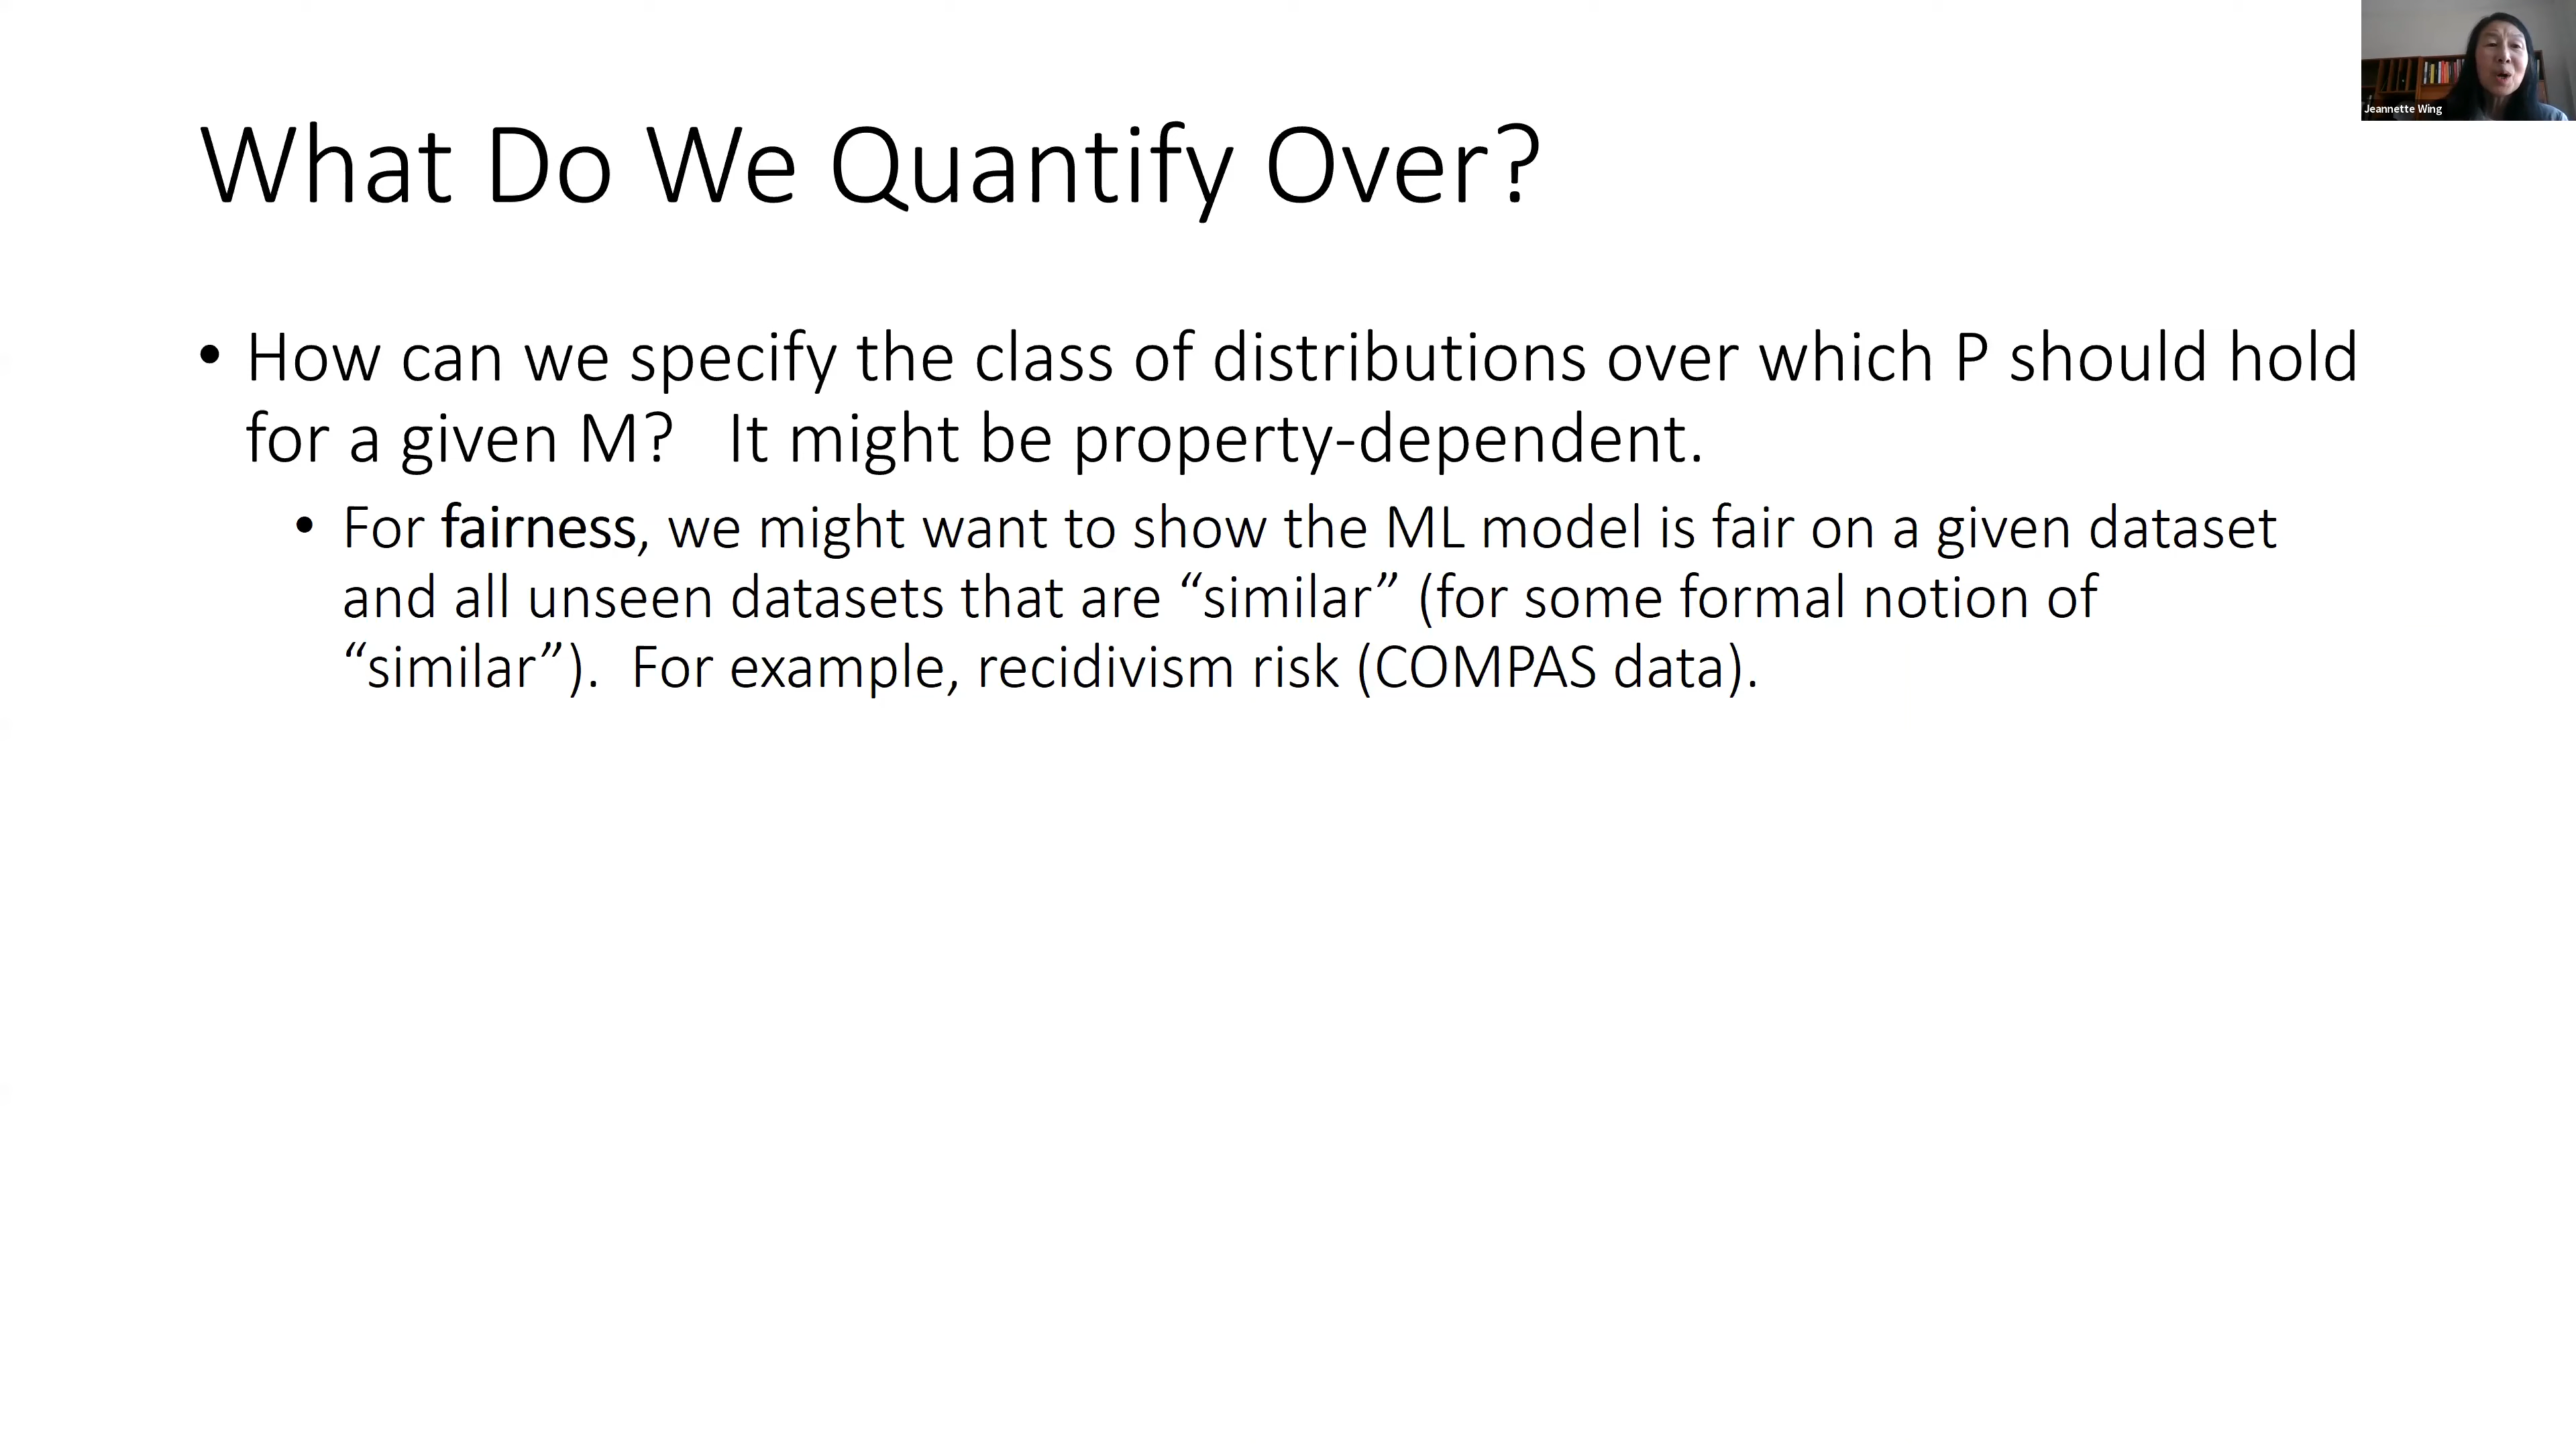 Jeannette Wing
What Do We Quantify Over?
• How can we specify the class of distributions over which P should hold
for a given M?   It might be property-dependent.
• For fairness, we might want to show the ML model is fair on a given dataset
and all unseen datasets that are “similar” (for some formal notion of
“similar”).  For example, recidivism risk (COMPAS data).